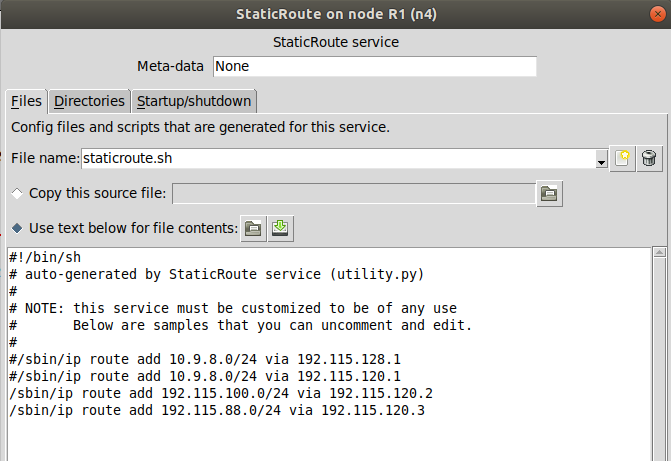 StaticRoute on node R1 (n4)
StaticRoute service
Meta-data None
Files Directories Startup/shutdown
Config files and scripts that are generated for this service.
File name: staticroute.sh
Copy this source file:
Use text below for file contents:
#!/bin/sh
# auto-generated by StaticRoute service (utility.py)
#
# NOTE: this service must be customized to be of any use
#       Below are samples that you can uncomment and edit.
#
#/sbin/ip route add 10.9.8.0/24 via 192.115.128.1
#/sbin/ip route add 10.9.8.0/24 via 192.115.120.1
/sbin/ip route add 192.115.100.0/24 via 192.115.120.2
/sbin/ip route add 192.115.88.0/24 via 192.115.120.3